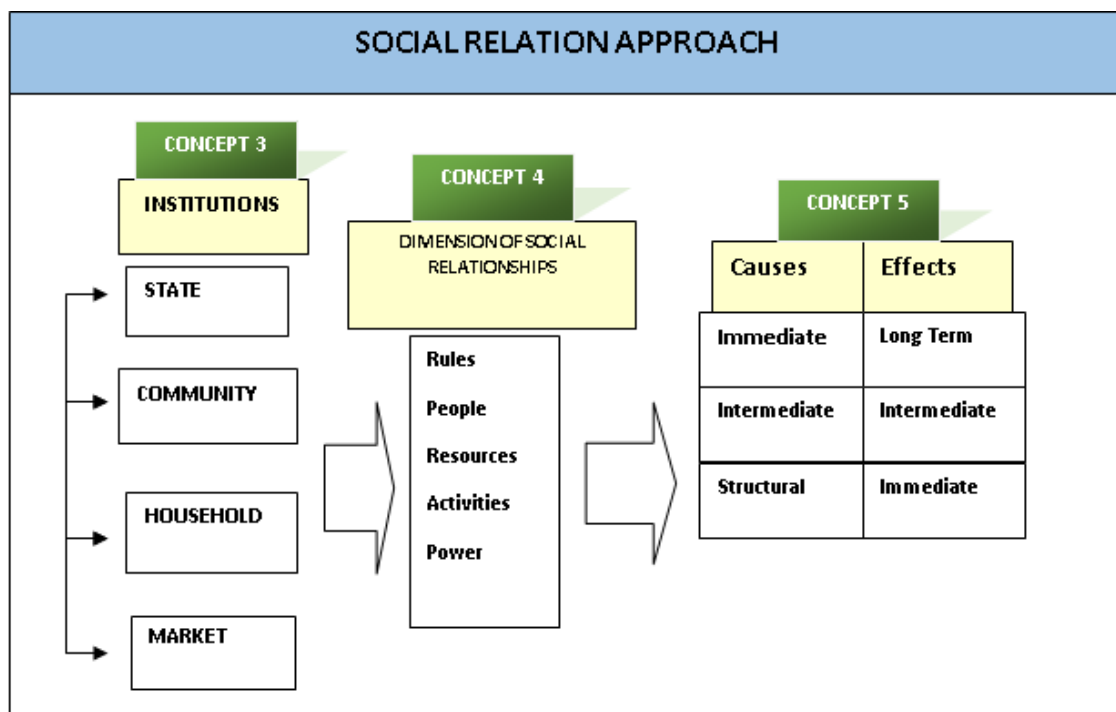 SOCIAL RELATION APPROACH
CONCEPT 3
INSTITUTIONS
STATE
COMMUNITY
HOUSEHOLD
MARKET
CONCEPT 4
DIMENSION OF SOCIAL
RELATIONSHIPS
Rules
People
Resources
Activities
Power
CONCEPT 5
Causes Effects
Immediate Long Term
Intermediate Intermediate
Structural Immediate